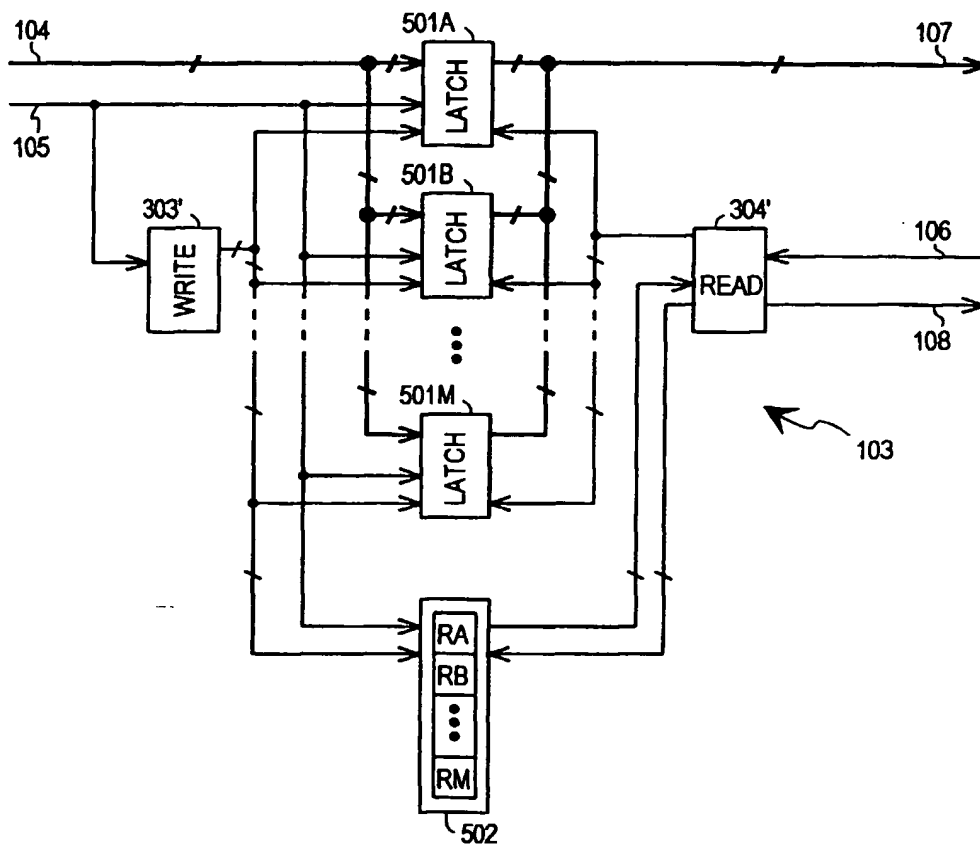 104
501A
107
105
LATCH
501B
303'
304'
WRITE
LATCH
READ
106
108
501M
LATCH
103
RA
RB
RM
502